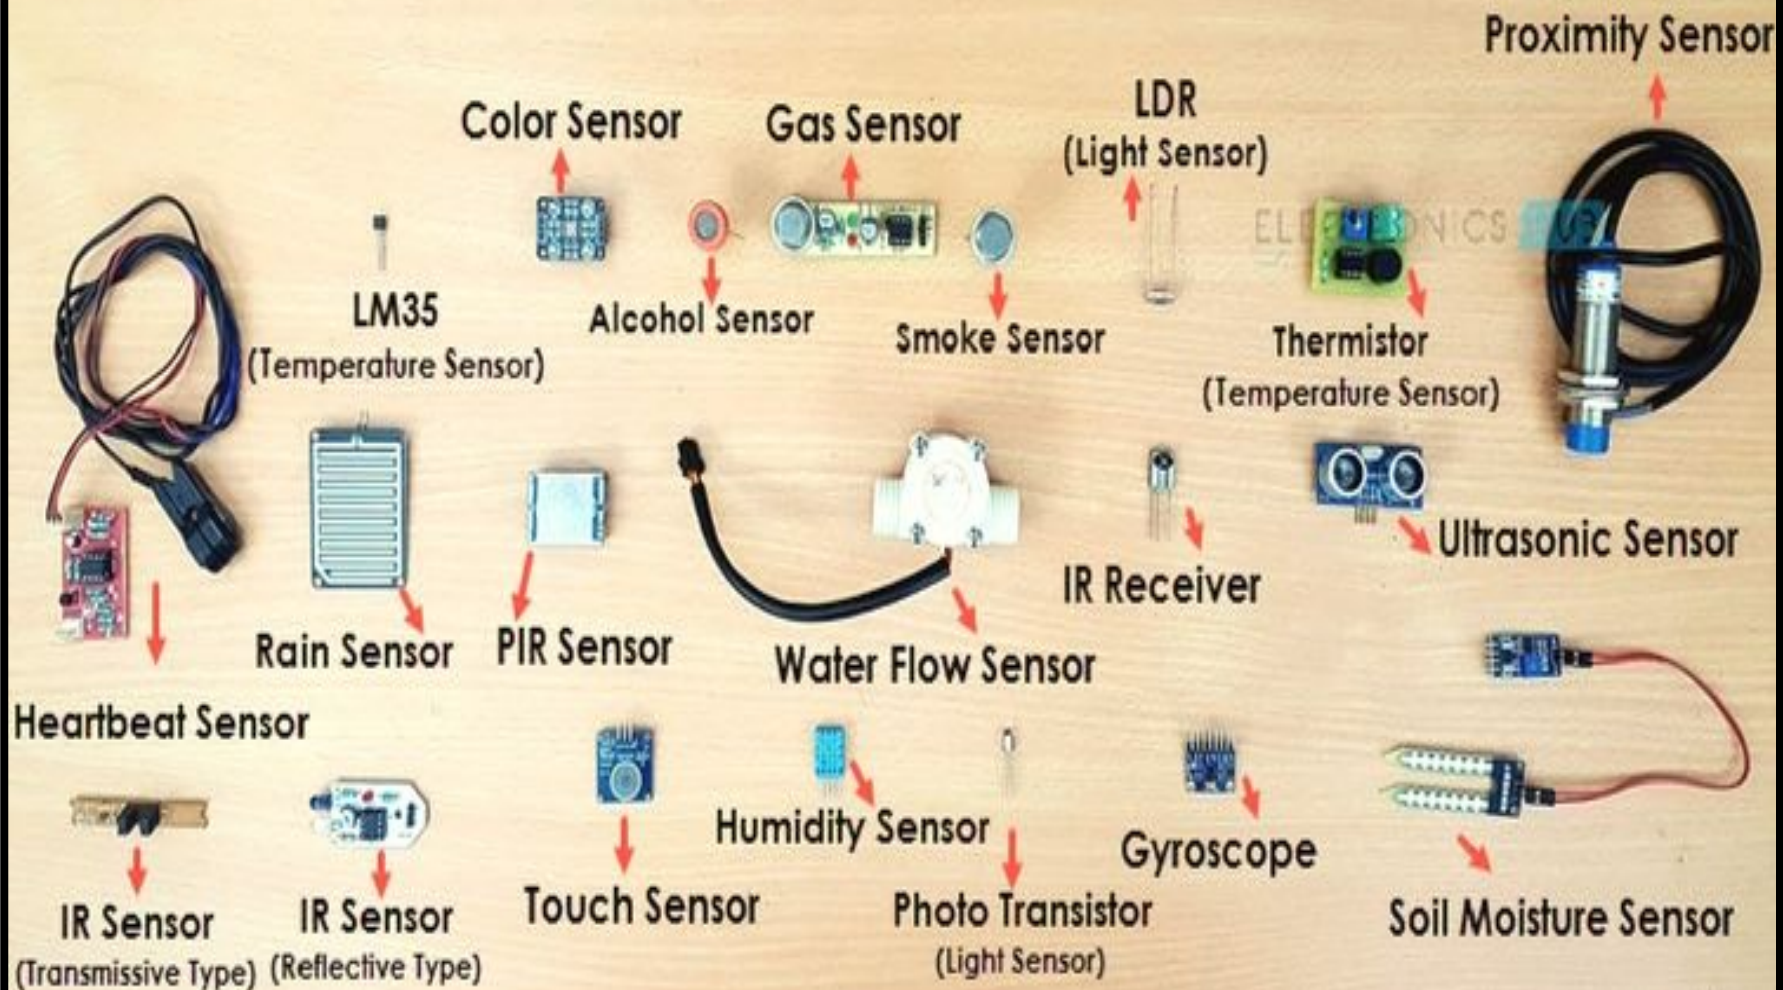 Proximity Sensor
Color Sensor
Gas Sensor
LDR
(Light Sensor)
ELECTRONICS HUB
LM35
(Temperature Sensor)
Alcohol Sensor
Smoke Sensor
Thermistor
(Temperature Sensor)
Ultrasonic Sensor
IR Receiver
Rain Sensor
PIR Sensor
Water Flow Sensor
Heartbeat Sensor
Humidity Sensor
Gyroscope
IR Sensor
(Transmissive Type)
IR Sensor
(Reflective Type)
Touch Sensor
Photo Transistor
(Light Sensor)
Soil Moisture Sensor